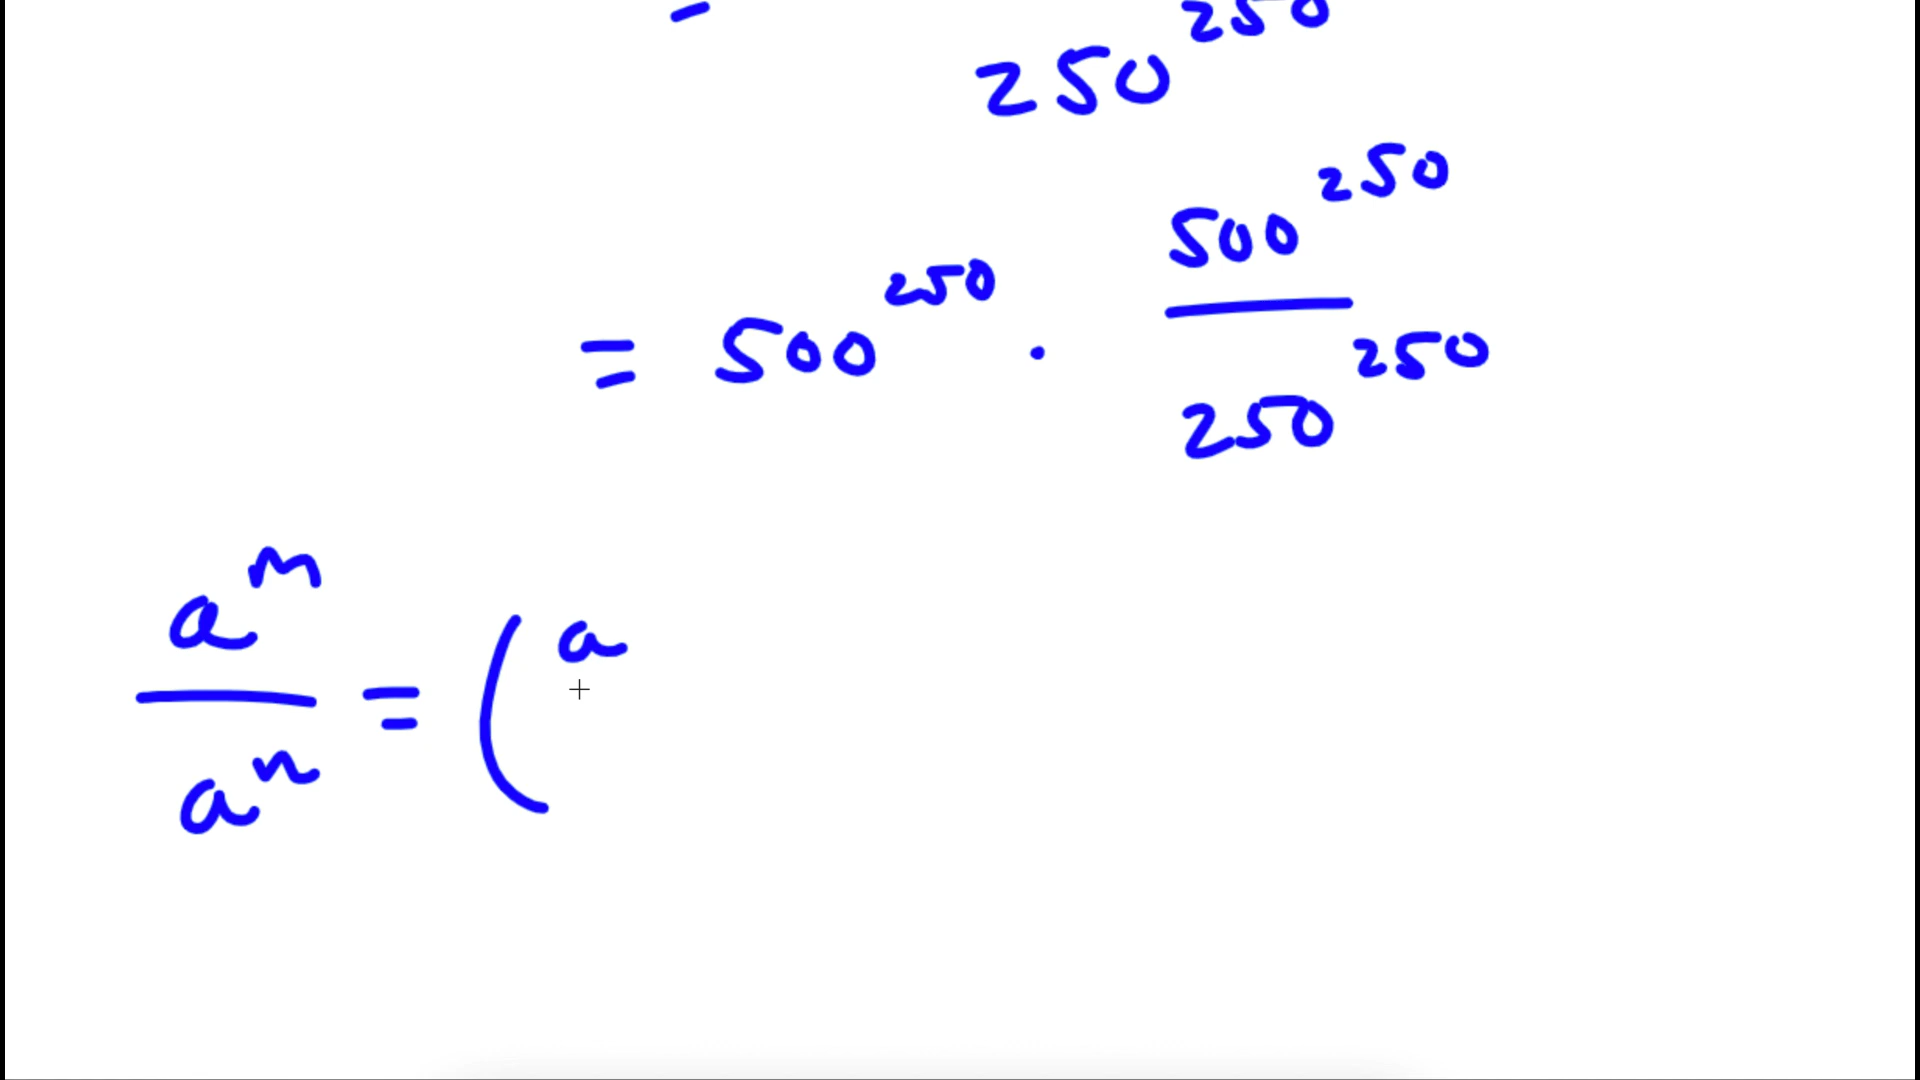 = 250^250
= 500^250 · 500^250 / 250^250
a^m / a^n = ( a